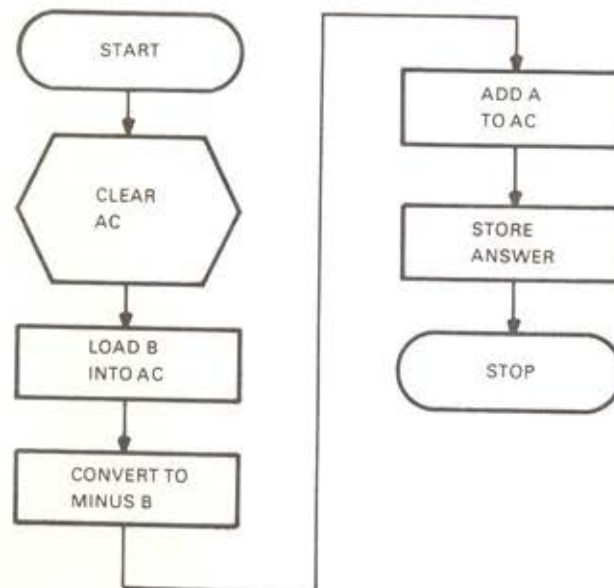 START
CLEAR
AC
LOAD B
INTO AC
CONVERT TO
MINUS B
ADD A
TO AC
STORE
ANSWER
STOP